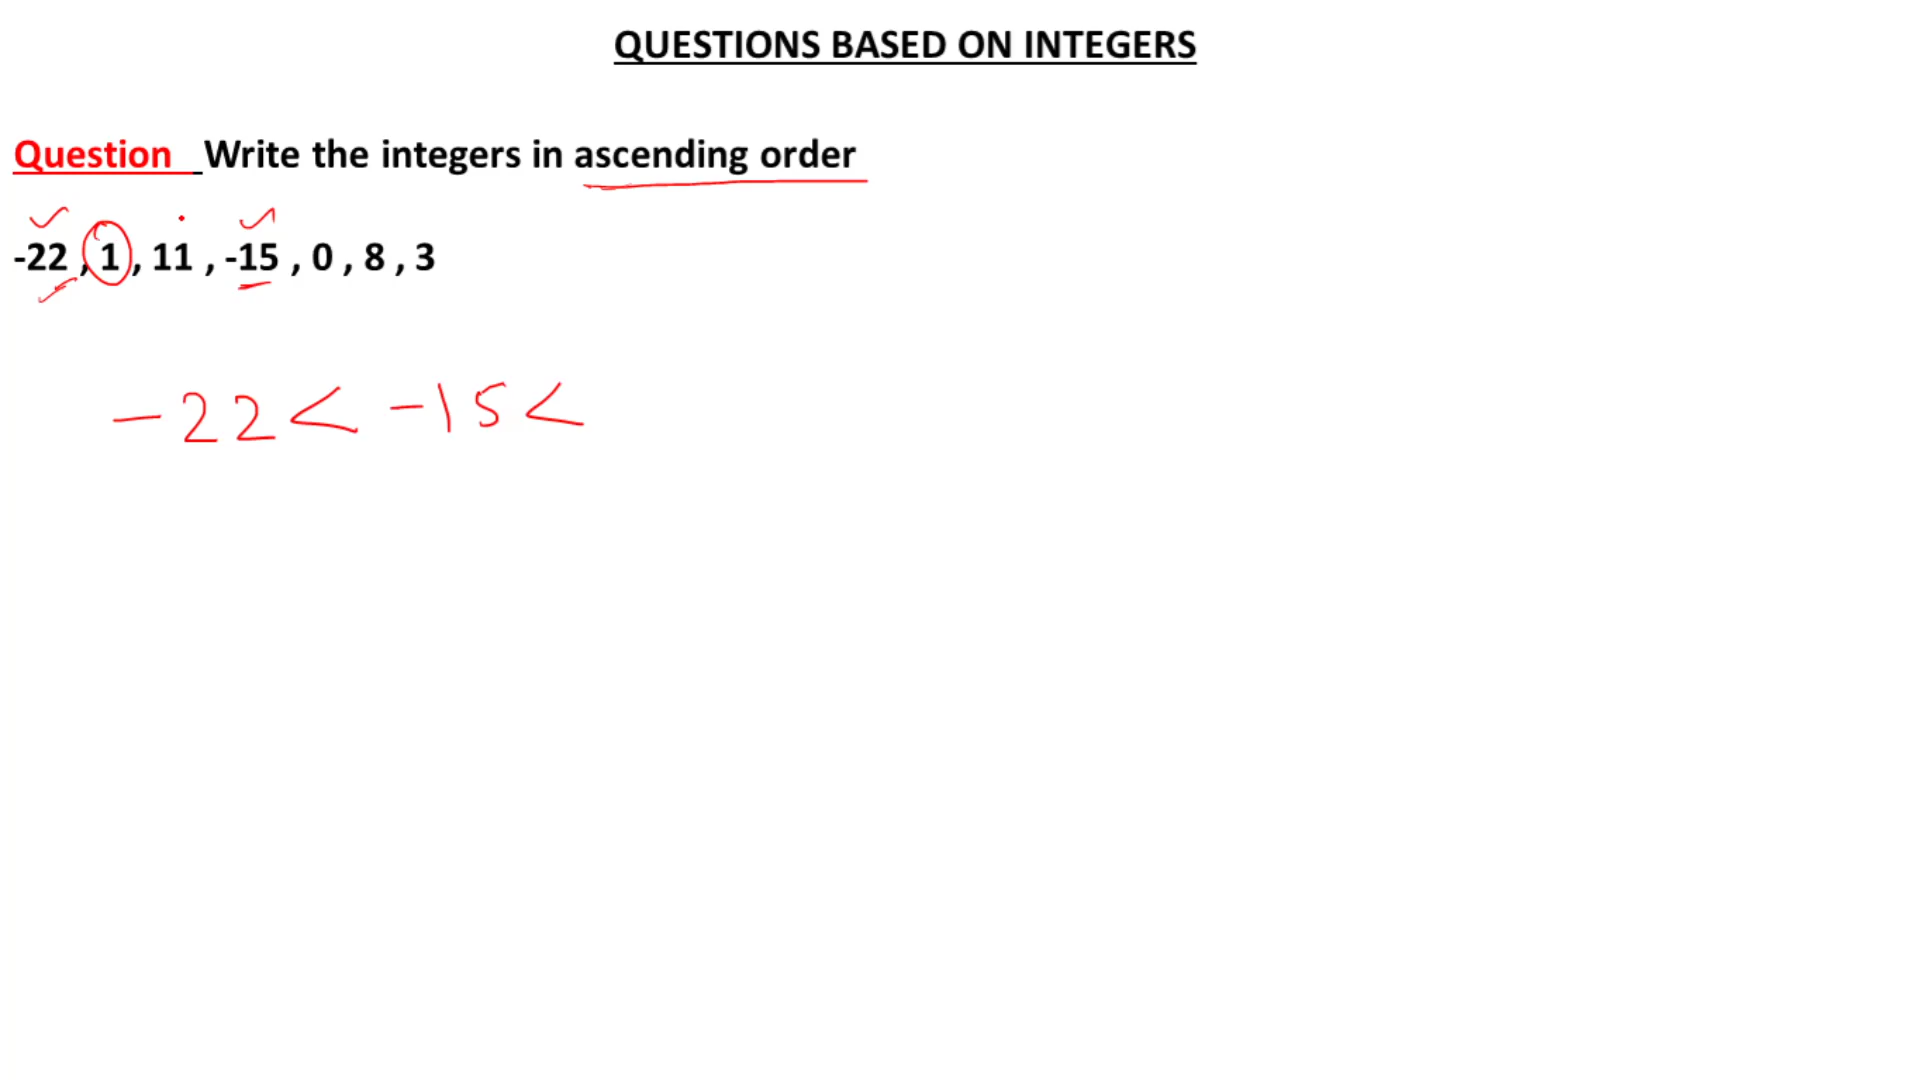 QUESTIONS BASED ON INTEGERS
Question Write the integers in ascending order
-22 , 1 , 11 , -15 , 0 , 8 , 3
-22 < -15 <